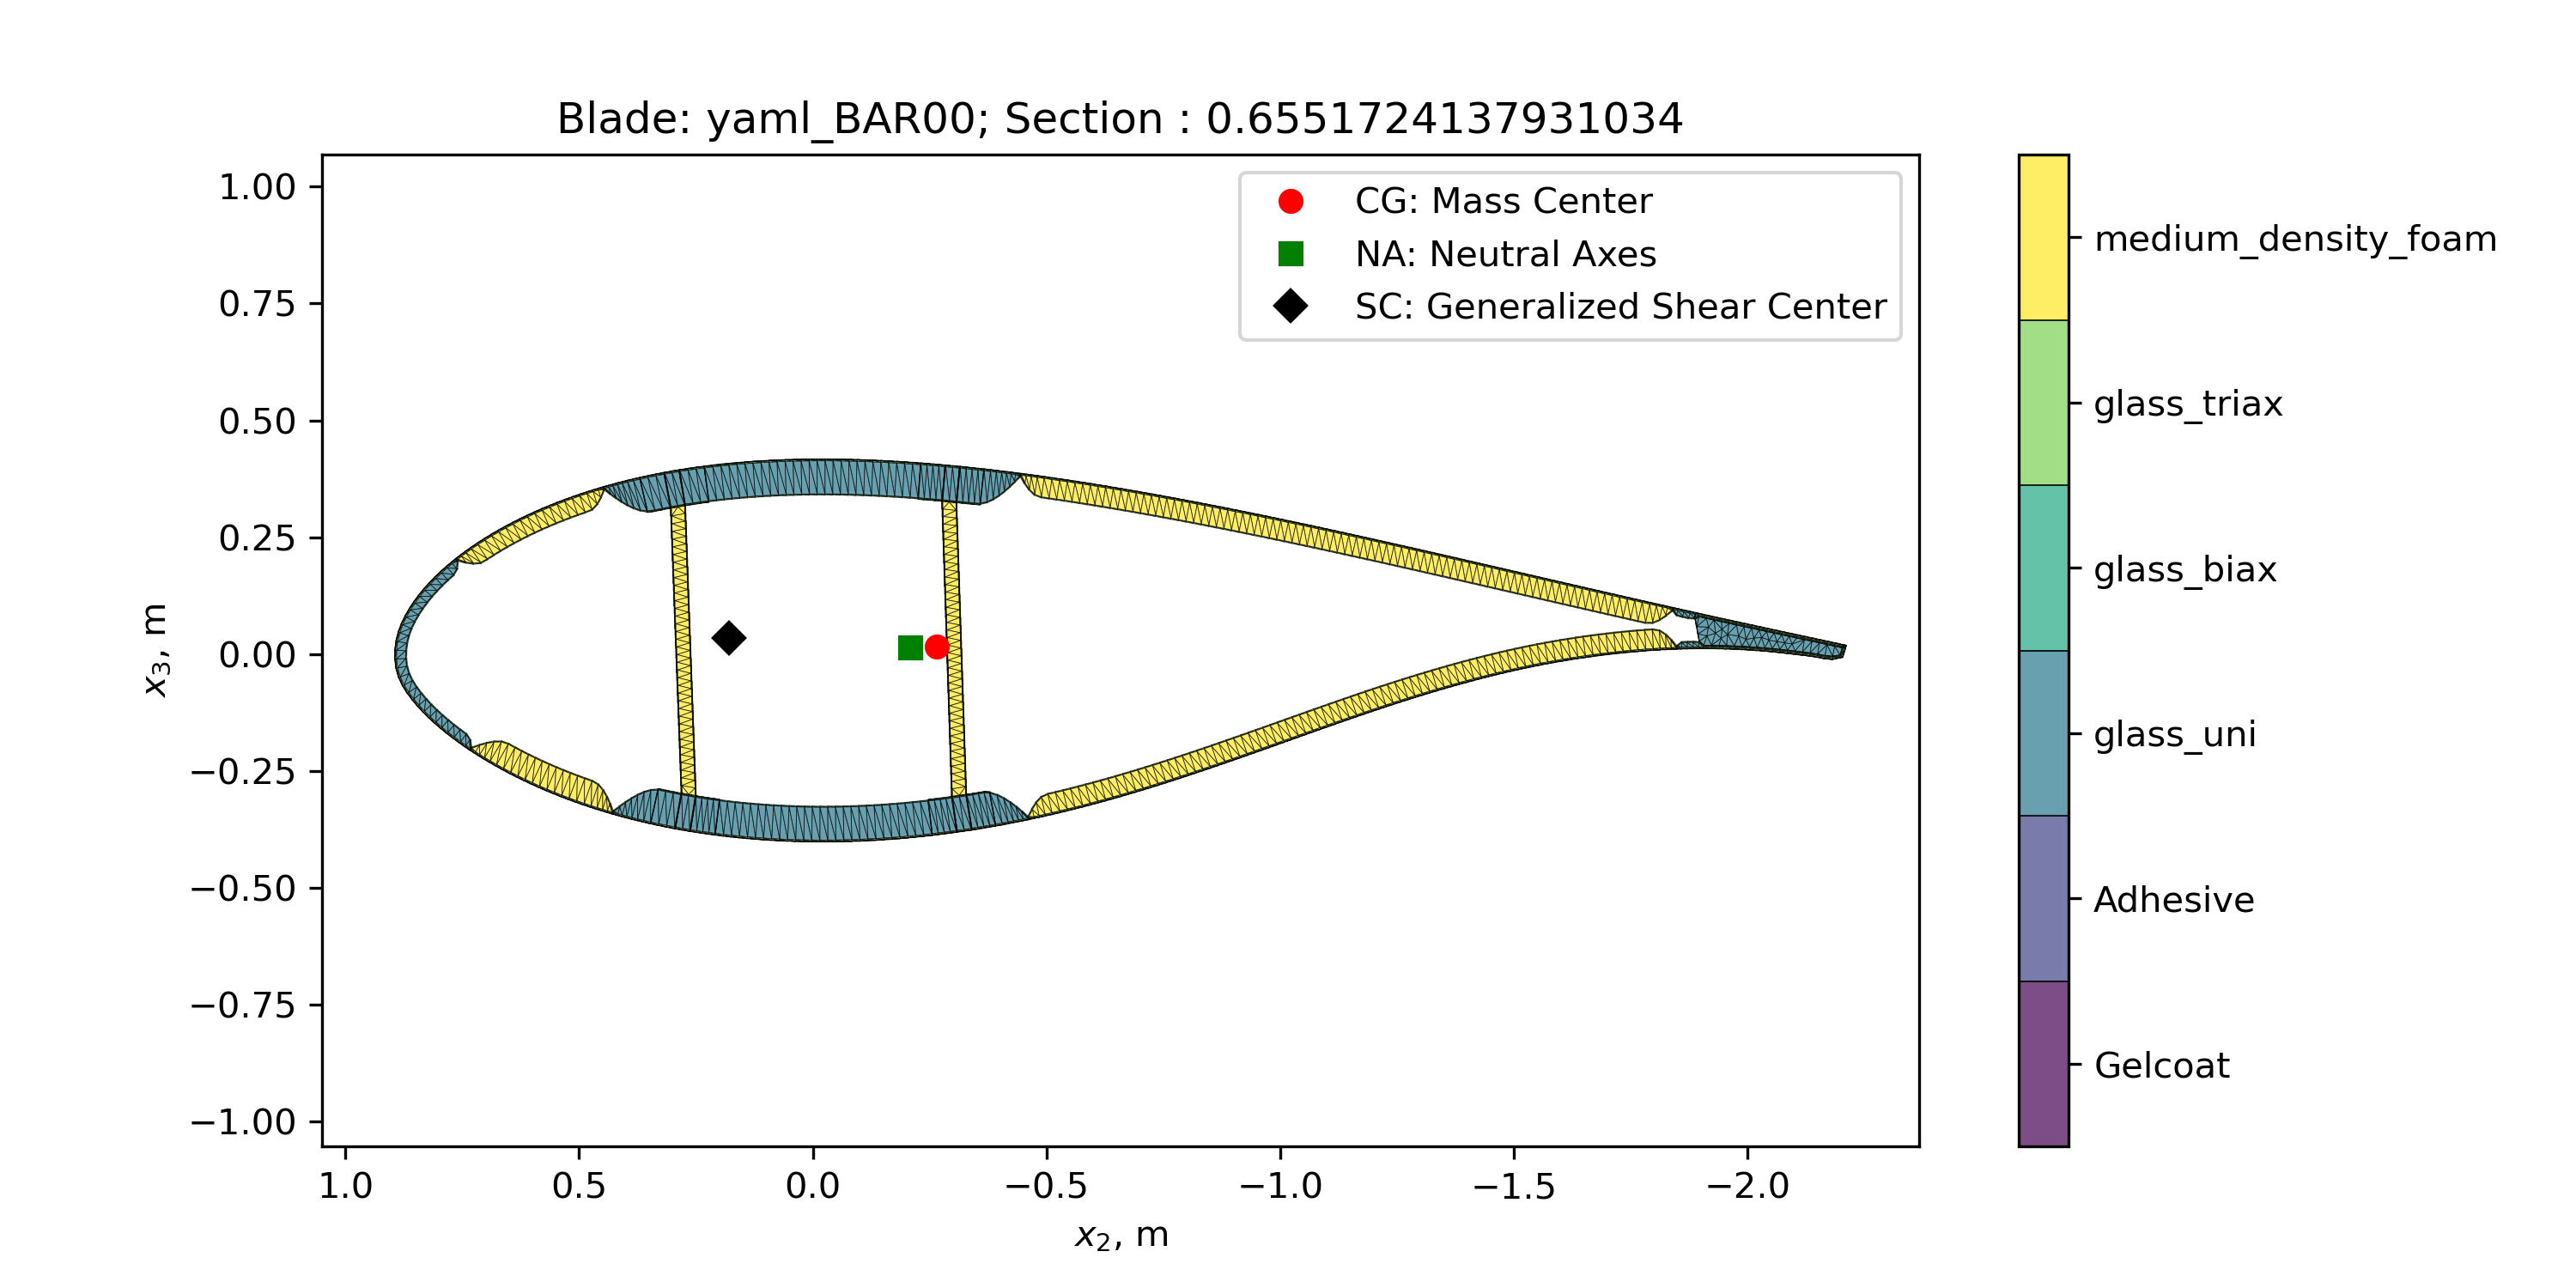 Blade: yaml_BAR00; Section : 0.6551724137931034
CG: Mass Center
NA: Neutral Axes
SC: Generalized Shear Center
1.00
0.75
0.50
0.25
0.00
−0.25
−0.50
−0.75
−1.00
x₃, m
1.0 0.5 0.0 −0.5 −1.0 −1.5 −2.0
x₂, m
medium_density_foam
glass_triax
glass_biax
glass_uni
Adhesive
Gelcoat